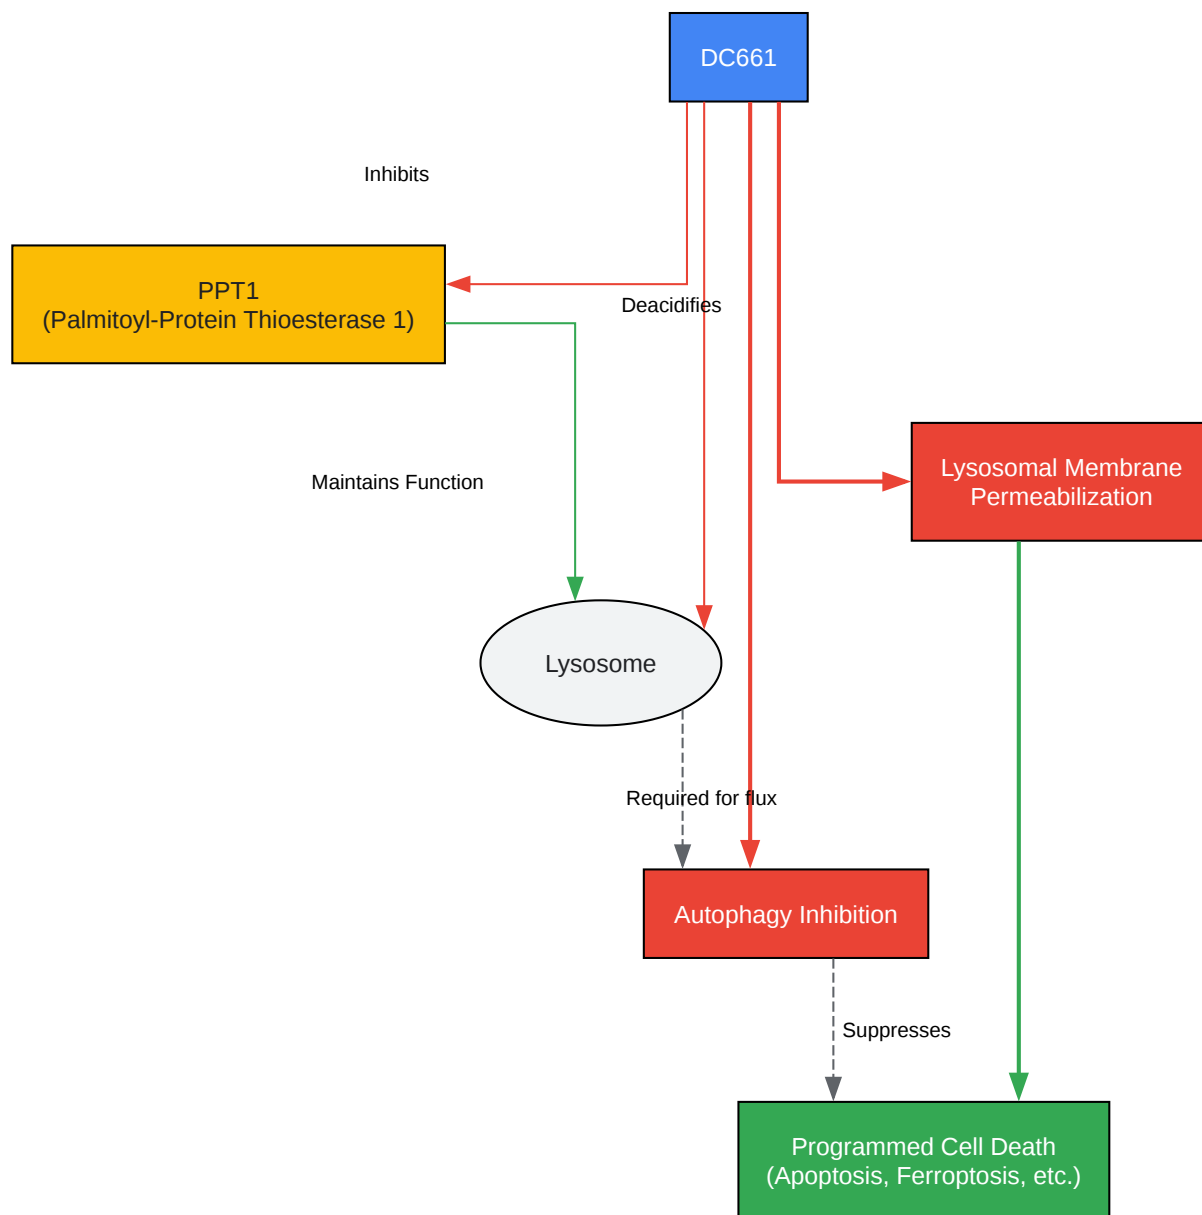 DC661
Inhibits
PPT1
(Palmitoyl-Protein Thioesterase 1)
Deacidifies
Lysosomal Membrane
Permeabilization
Maintains Function
Lysosome
Required for flux
Autophagy Inhibition
Suppresses
Programmed Cell Death
(Apoptosis, Ferroptosis, etc.)